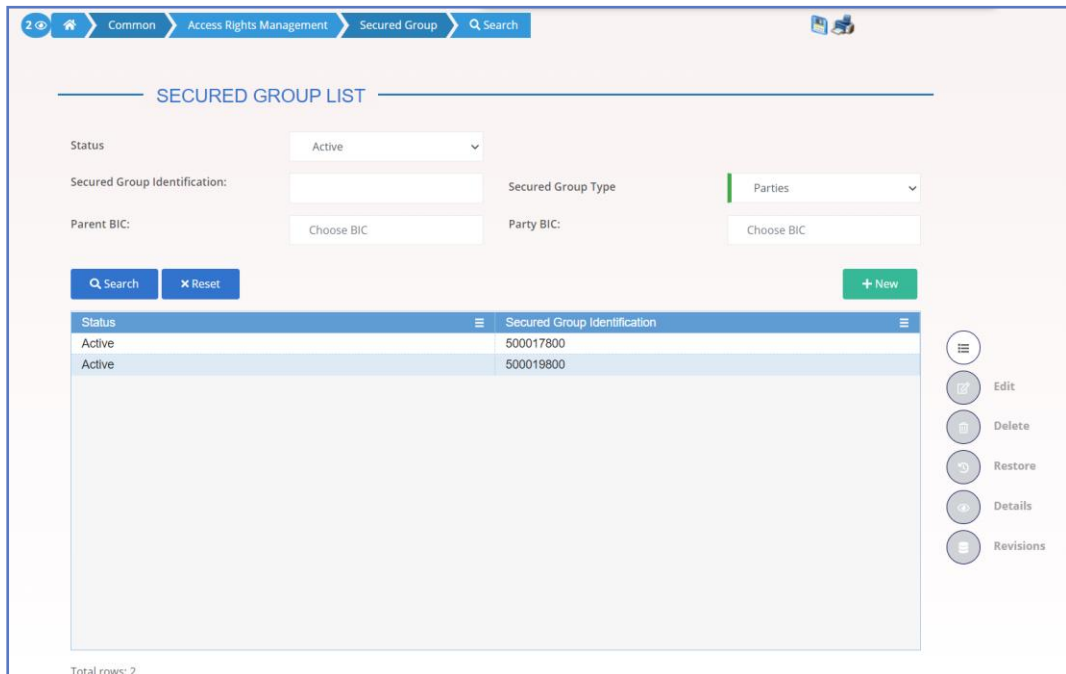 2 Common Access Rights Management Secured Group Search
SECURED GROUP LIST
Status Active
Secured Group Identification: Secured Group Type Parties
Parent BIC: Choose BIC Party BIC: Choose BIC
Search Reset New
Status Secured Group Identification
Active 500017800
Active 500019800
Edit
Delete
Restore
Details
Revisions
Total rows: 2